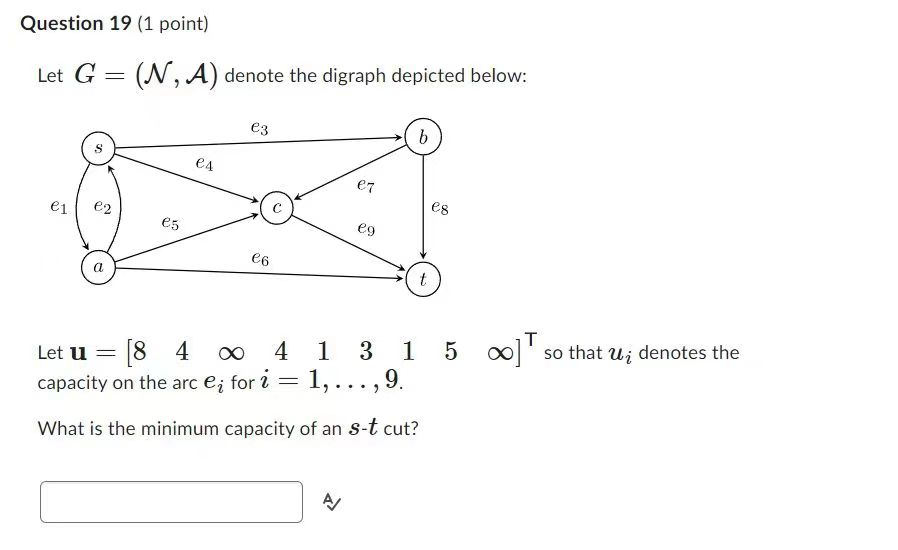 Question 19 (1 point)
Let G = (𝒩, 𝒜) denote the digraph depicted below:
e₃
b
s
e₄
e₇
e₁ e₂
c
e₈
e₅
e₉
e₆
a
t
Let u = [8 4 ∞ 4 1 3 1 5 ∞]ᵀ so that uᵢ denotes the
capacity on the arc eᵢ for i = 1, . . . , 9.
What is the minimum capacity of an s-t cut?